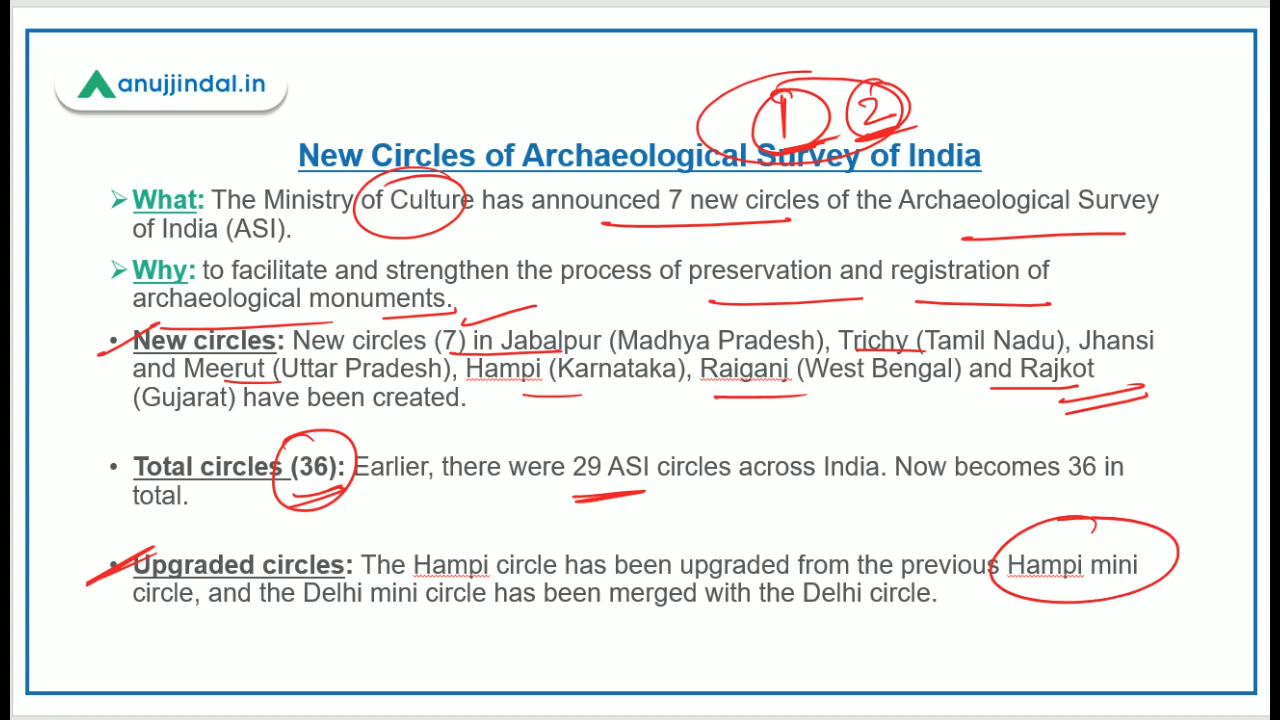 anujjindal.in
1 2
New Circles of Archaeological Survey of India
➢ What: The Ministry of Culture has announced 7 new circles of the Archaeological Survey
of India (ASI).
➢ Why: to facilitate and strengthen the process of preservation and registration of
archaeological monuments.
• New circles: New circles (7) in Jabalpur (Madhya Pradesh), Trichy (Tamil Nadu), Jhansi
and Meerut (Uttar Pradesh), Hampi (Karnataka), Raiganj (West Bengal) and Rajkot
(Gujarat) have been created.
• Total circles (36): Earlier, there were 29 ASI circles across India. Now becomes 36 in
total.
• Upgraded circles: The Hampi circle has been upgraded from the previous Hampi mini
circle, and the Delhi mini circle has been merged with the Delhi circle.